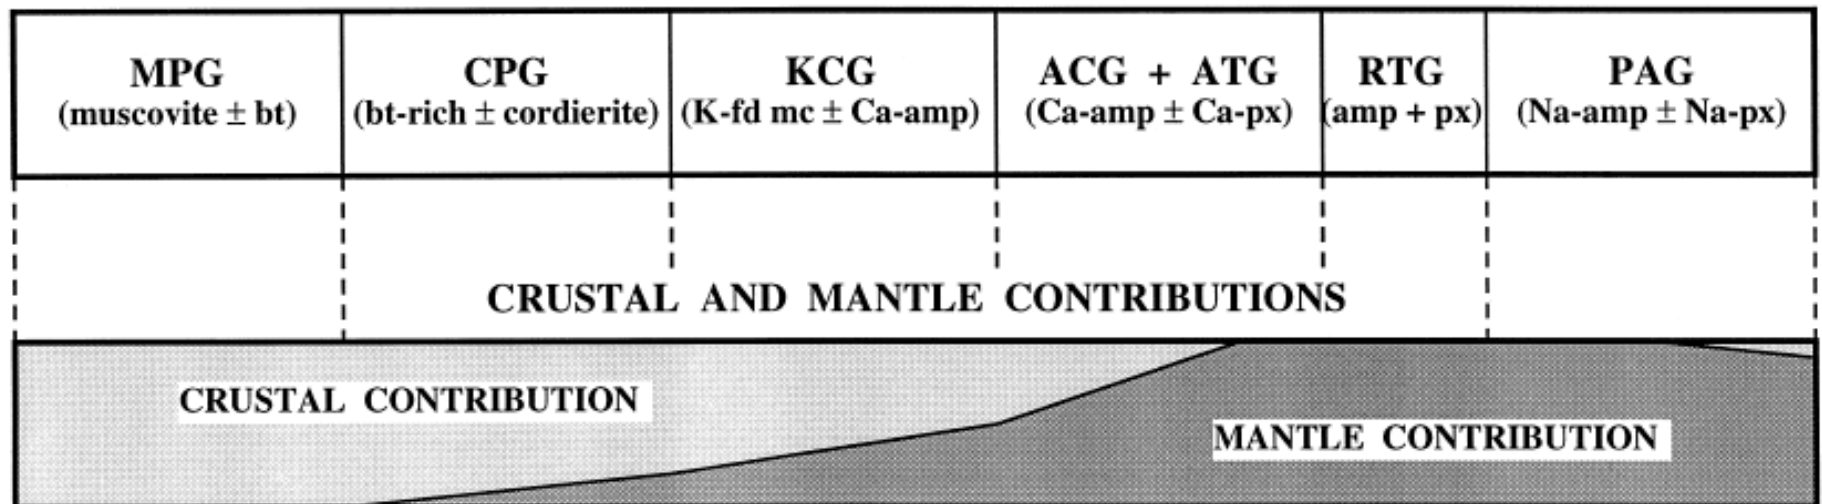 MPG
(muscovite ± bt)
CPG
(bt-rich ± cordierite)
KCG
(K-fd mc ± Ca-amp)
ACG + ATG
(Ca-amp ± Ca-px)
RTG
(amp + px)
PAG
(Na-amp ± Na-px)
CRUSTAL AND MANTLE CONTRIBUTIONS
CRUSTAL CONTRIBUTION
MANTLE CONTRIBUTION